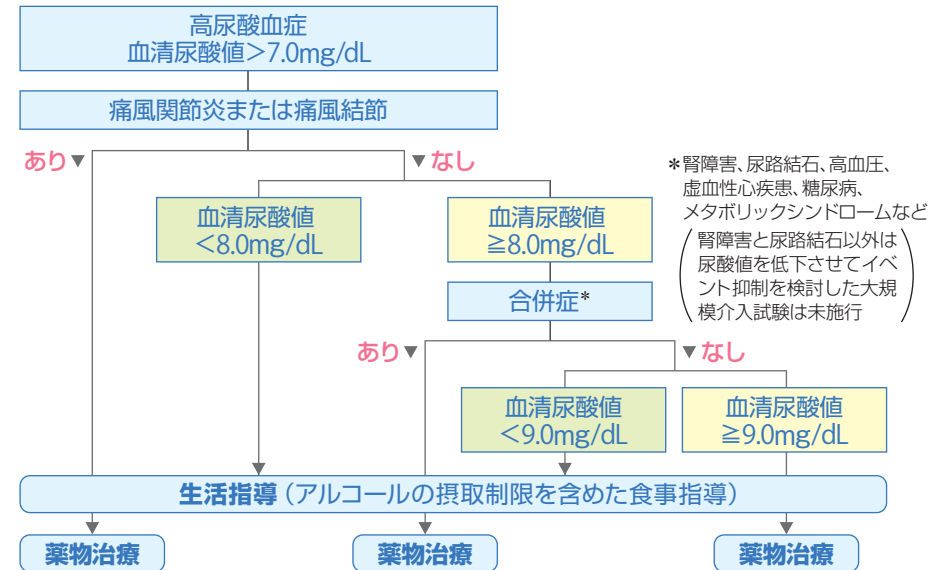 高尿酸血症
血清尿酸値＞7.0mg/dL
痛風関節炎または痛風結節
あり▼
▼なし
＊腎障害、尿路結石、高血圧、
虚血性心疾患、糖尿病、
メタボリックシンドロームなど
（腎障害と尿路結石以外は
尿酸値を低下させてイベ
ント抑制を検討した大規
模介入試験は未施行）
血清尿酸値
＜8.0mg/dL
血清尿酸値
≧8.0mg/dL
合併症＊
あり▼
▼なし
血清尿酸値
＜9.0mg/dL
血清尿酸値
≧9.0mg/dL
生活指導（アルコールの摂取制限を含めた食事指導）
薬物治療
薬物治療
薬物治療